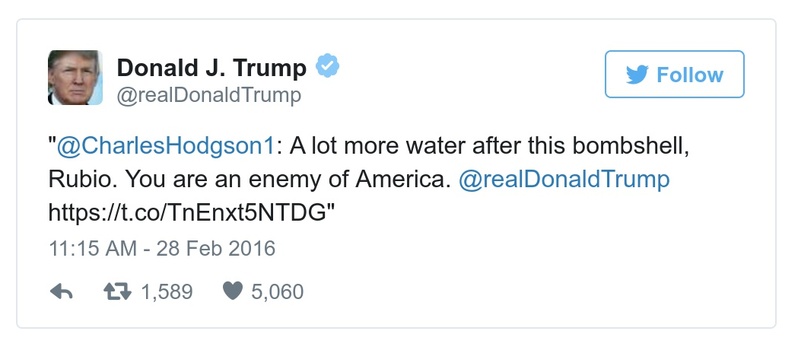 Donald J. Trump
@realDonaldTrump
Follow
"@CharlesHodgson1: A lot more water after this bombshell,
Rubio. You are an enemy of America. @realDonaldTrump
https://t.co/TnEnxt5NTDG"
11:15 AM - 28 Feb 2016
1,589 5,060